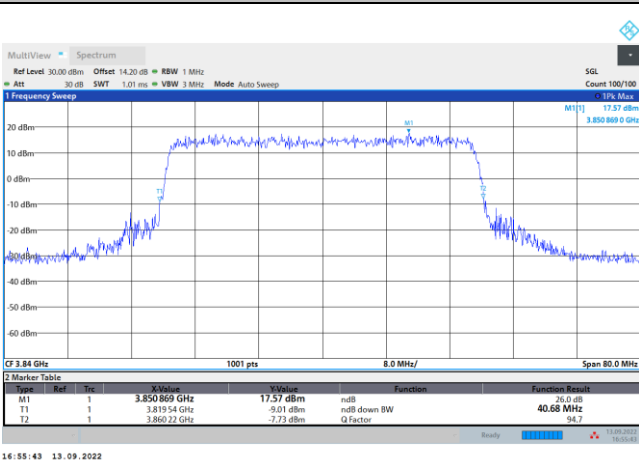 MultiView Spectrum
Ref Level 30.00 dBm Offset 14.20 dB RBW 1 MHz SGL
Att 30 dB SWT 1.01 ms VBW 3 MHz Mode Auto Sweep Count 100/100
1 Frequency Sweep 1Pk Max
M1[1] 17.57 dBm
3.850 869 0 GHz
M1
20 dBm
10 dBm
0 dBm
T1
T2
-10 dBm
-20 dBm
-30 dBm
-40 dBm
-50 dBm
-60 dBm
CF 3.84 GHz 1001 pts 8.0 MHz/ Span 80.0 MHz
2 Marker Table
Type Ref Trc X-Value Y-Value Function Function Result
M1 1 3.850869 GHz 17.57 dBm ndB 26.0 dB
T1 1 3.819 54 GHz -9.01 dBm ndB down BW 40.68 MHz
T2 1 3.860 22 GHz -7.73 dBm Q Factor 94.7
Ready 13.09.2022
16:55:43
16:55:43 13.09.2022